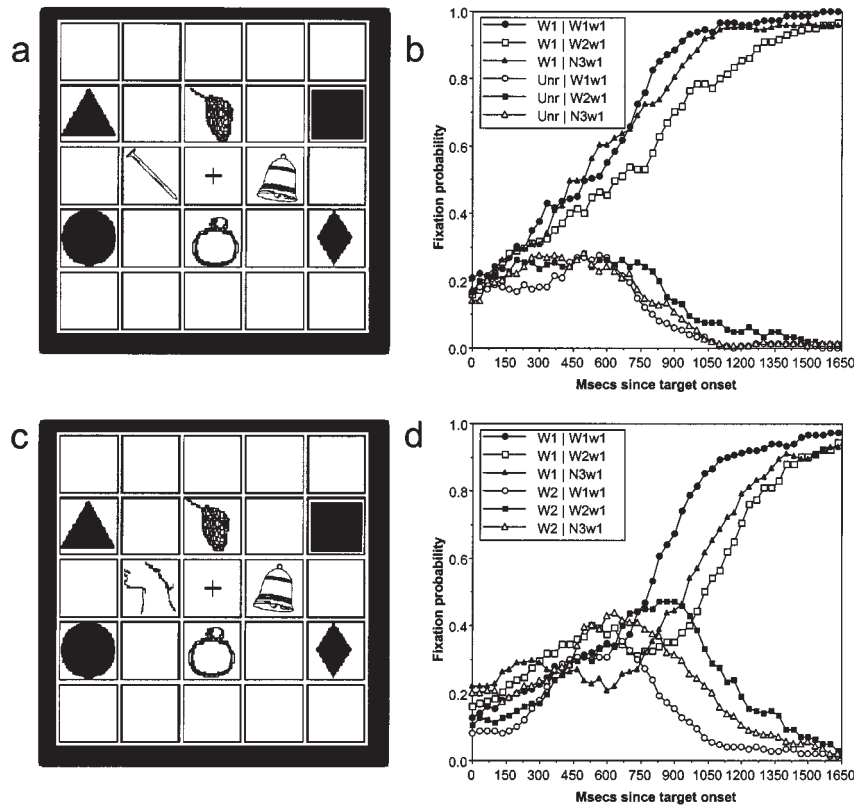 a
b
Fixation probability
1.0
0.8
0.6
0.4
0.2
0.0
W1 | W1w1
W1 | W2w1
W1 | N3w1
Unr | W1w1
Unr | W2w1
Unr | N3w1
0 150 300 450 600 750 900 1050 1200 1350 1500 1650
Msecs since target onset
c
d
Fixation probability
1.0
0.8
0.6
0.4
0.2
0.0
W1 | W1w1
W1 | W2w1
W1 | N3w1
W2 | W1w1
W2 | W2w1
W2 | N3w1
0 150 300 450 600 750 900 1050 1200 1350 1500 1650
Msecs since target onset